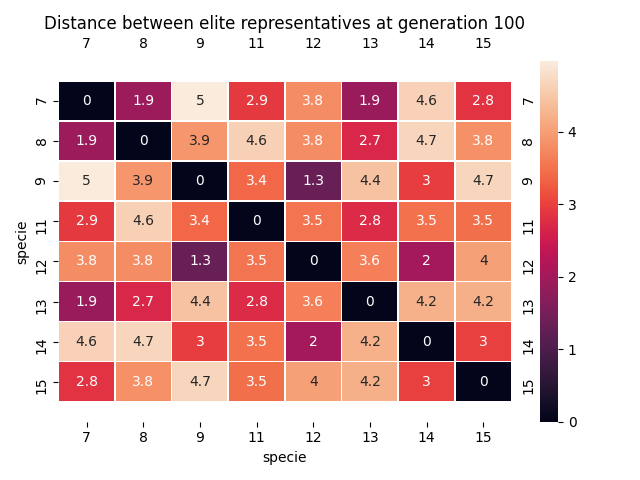 Distance between elite representatives at generation 100
7 8 9 11 12 13 14 15
7 0 1.9 5 2.9 3.8 1.9 4.6 2.8 7
8 1.9 0 3.9 4.6 3.8 2.7 4.7 3.8 8
9 5 3.9 0 3.4 1.3 4.4 3 4.7 9
11 2.9 4.6 3.4 0 3.5 2.8 3.5 3.5 11
12 3.8 3.8 1.3 3.5 0 3.6 2 4 12
13 1.9 2.7 4.4 2.8 3.6 0 4.2 4.2 13
14 4.6 4.7 3 3.5 2 4.2 0 3 14
15 2.8 3.8 4.7 3.5 4 4.2 3 0 15
7 8 9 11 12 13 14 15
specie
specie
4
3
2
1
0